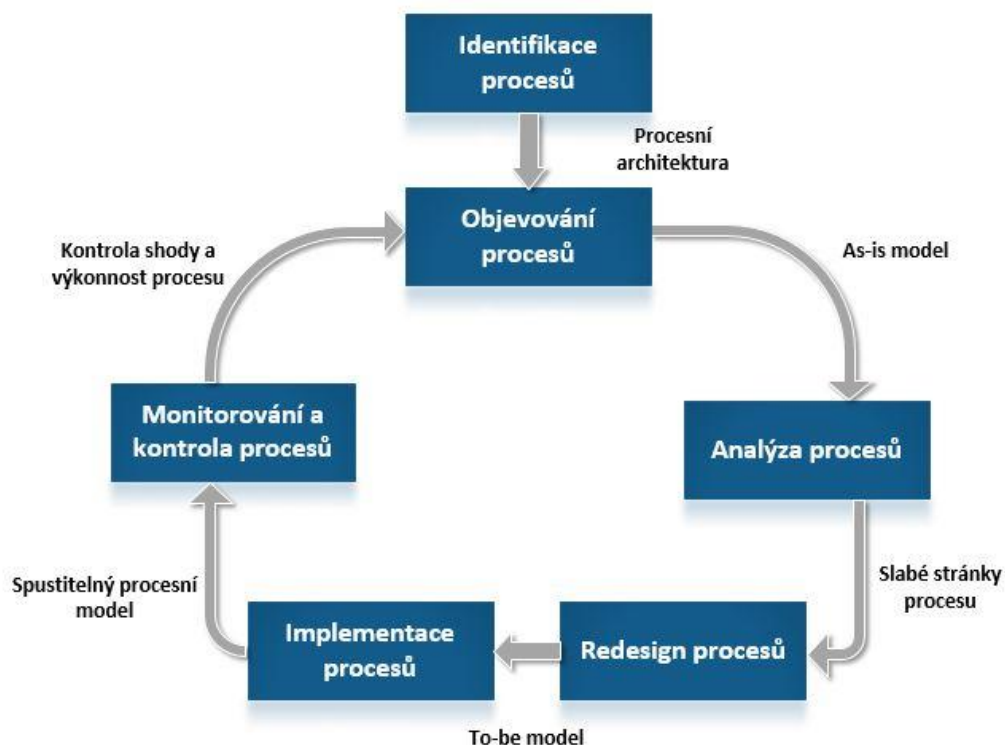 Identifikace
procesů
Procesní
architektura
Objevování
procesů
As-is model
Kontrola shody a
výkonnost procesu
Monitorování a
kontrola procesů
Analýza procesů
Slabé stránky
procesu
Spustitelný procesní
model
Implementace
procesů
Redesign procesů
To-be model